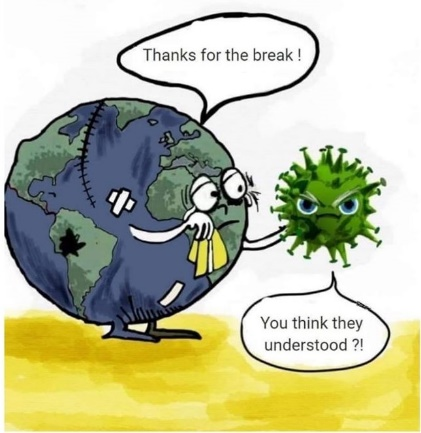 Thanks for the break !
You think they
understood ?!